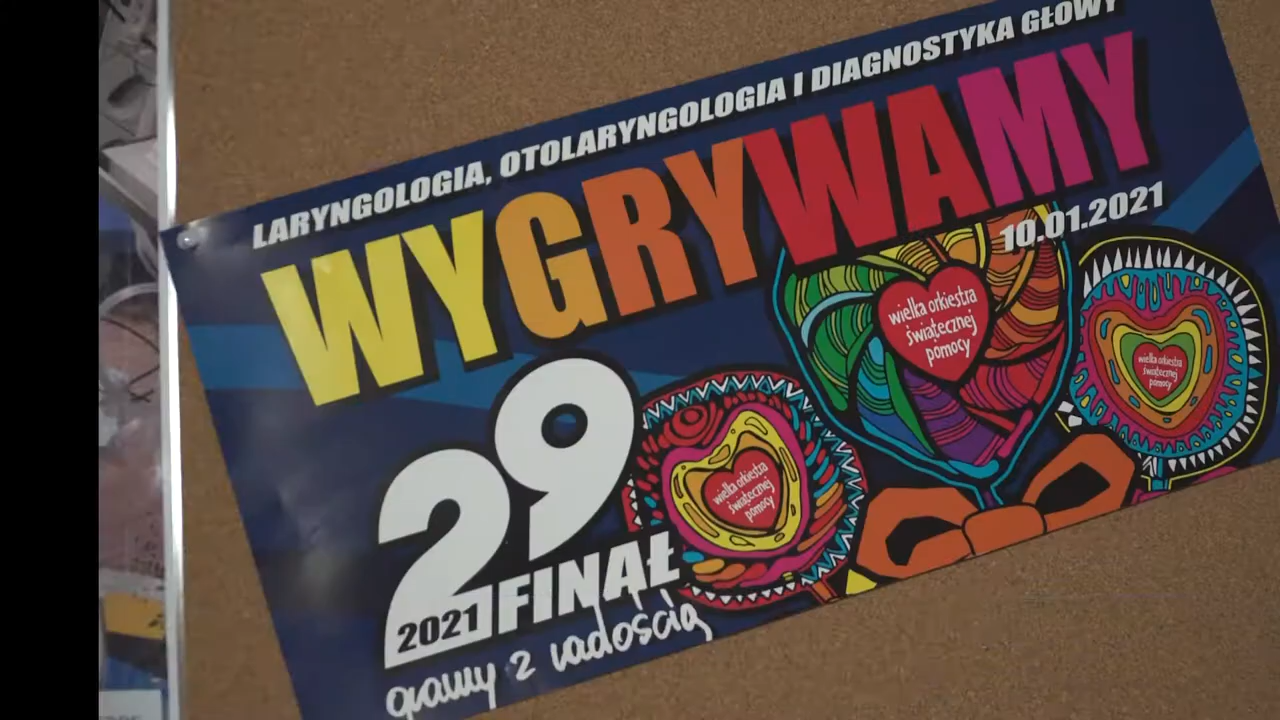 LARYNGOLOGIA, OTOLARYNGOLOGIA I DIAGNOSTYKA GŁOWY
WYGRYWAMY
10.01.2021
wielka orkiestra
świątecznej
pomocy
wielka orkiestra
świątecznej
pomocy
wielka orkiestra
świątecznej
pomocy
29
2021 FINAŁ
gramy z radością